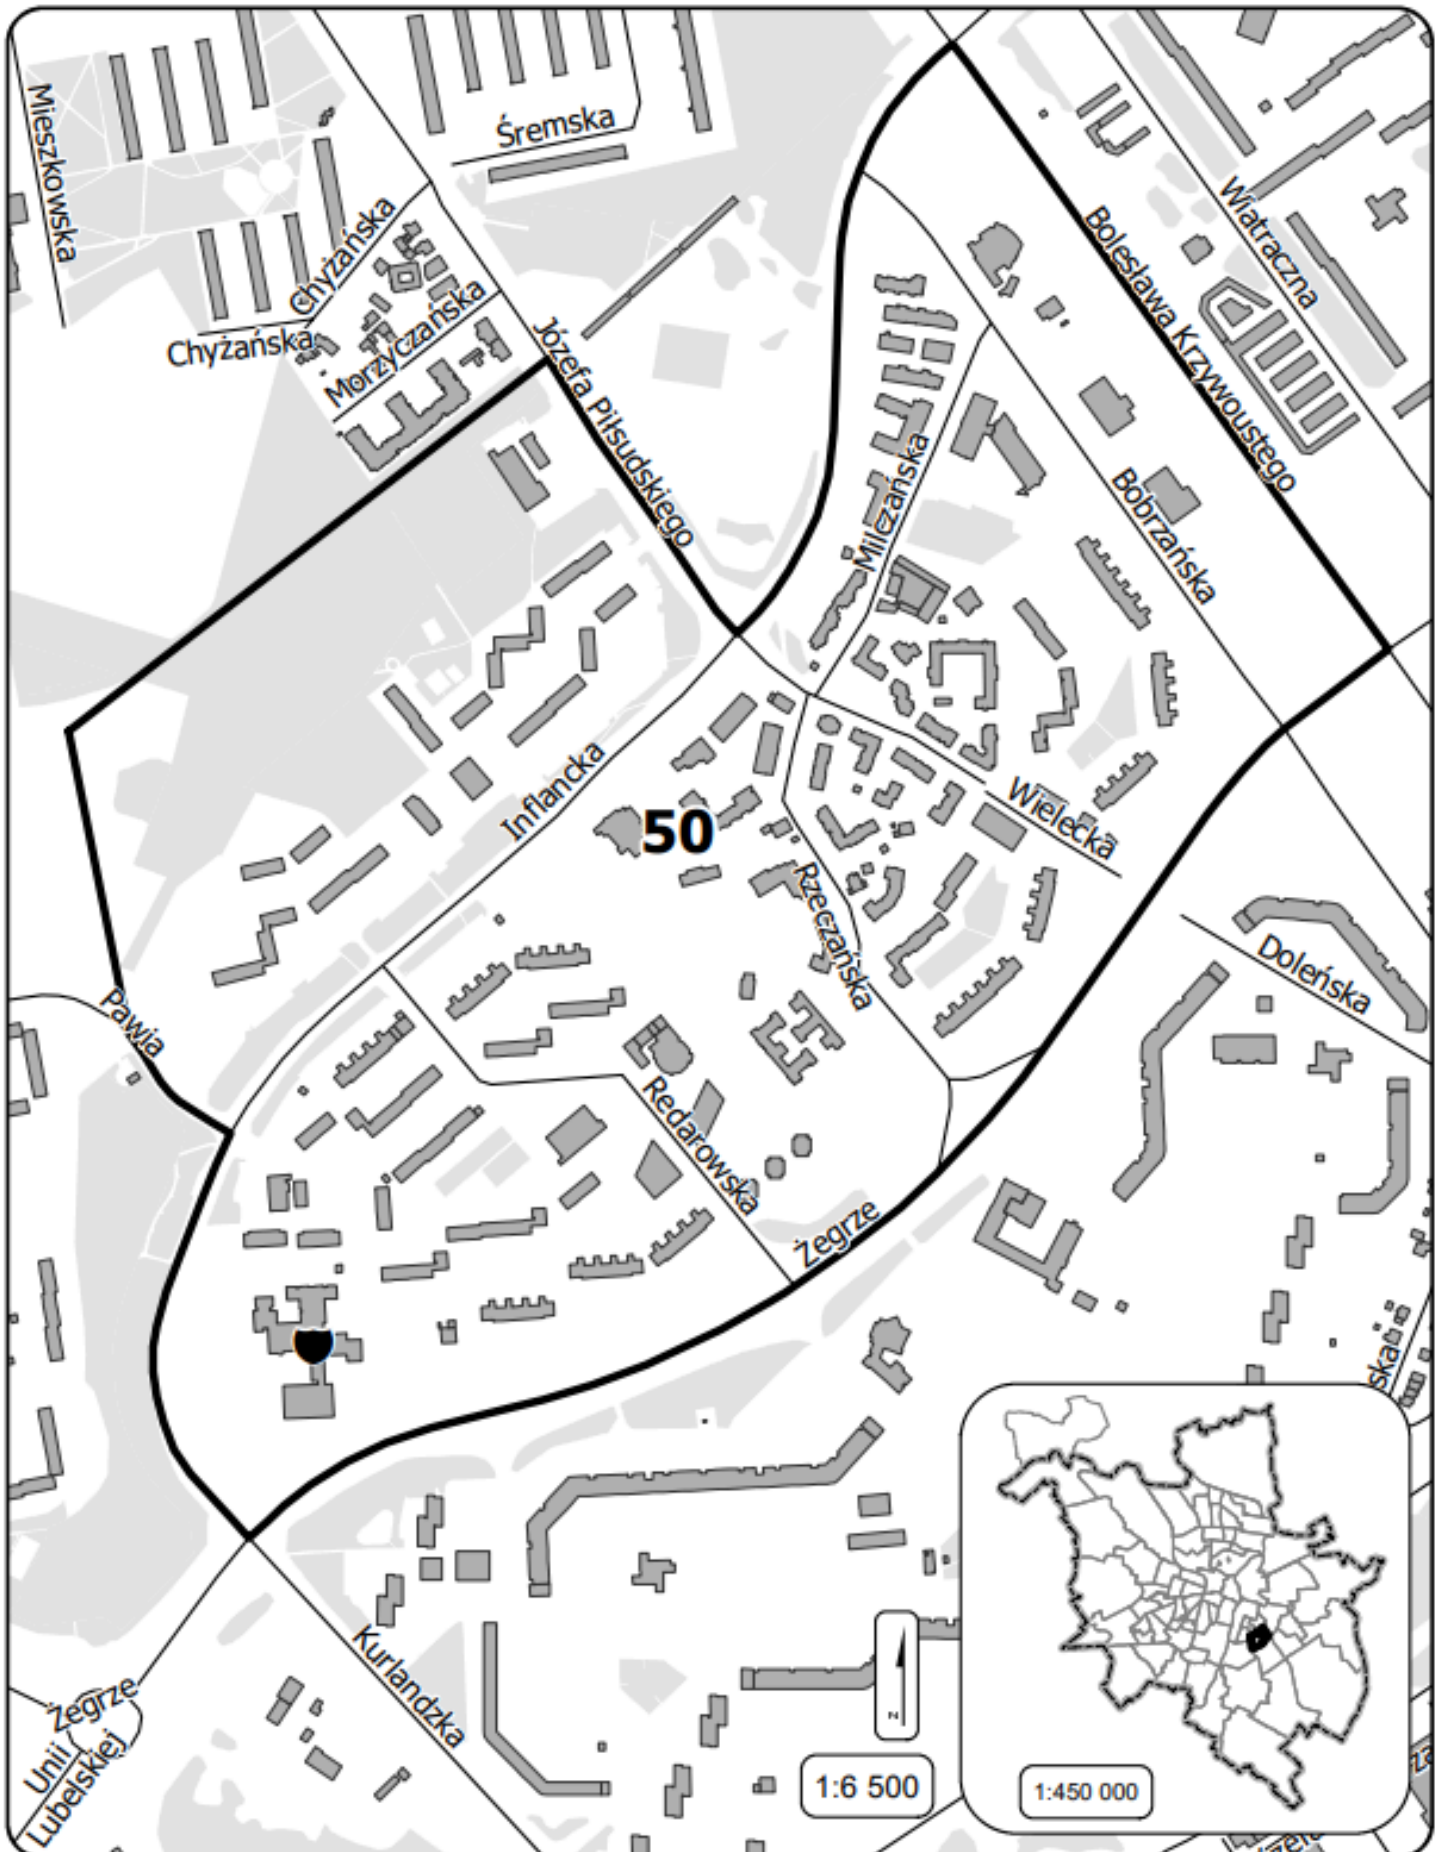 Mieszkowska
Śremska
Chyżańska
Chyżańska
Morzyczańska
Józefa Piłsudskiego
Wiatraczna
Bolesława Krzywoustego
Milczańska
Bobrzańska
Inflancka
50
Wielecka
Rzeczańska
Doleńska
Pawia
Redarowska
Żegrze
ska
Kurlandzka
Żegrze
Unii
Lubelskiej
N
1:6 500
1:450 000